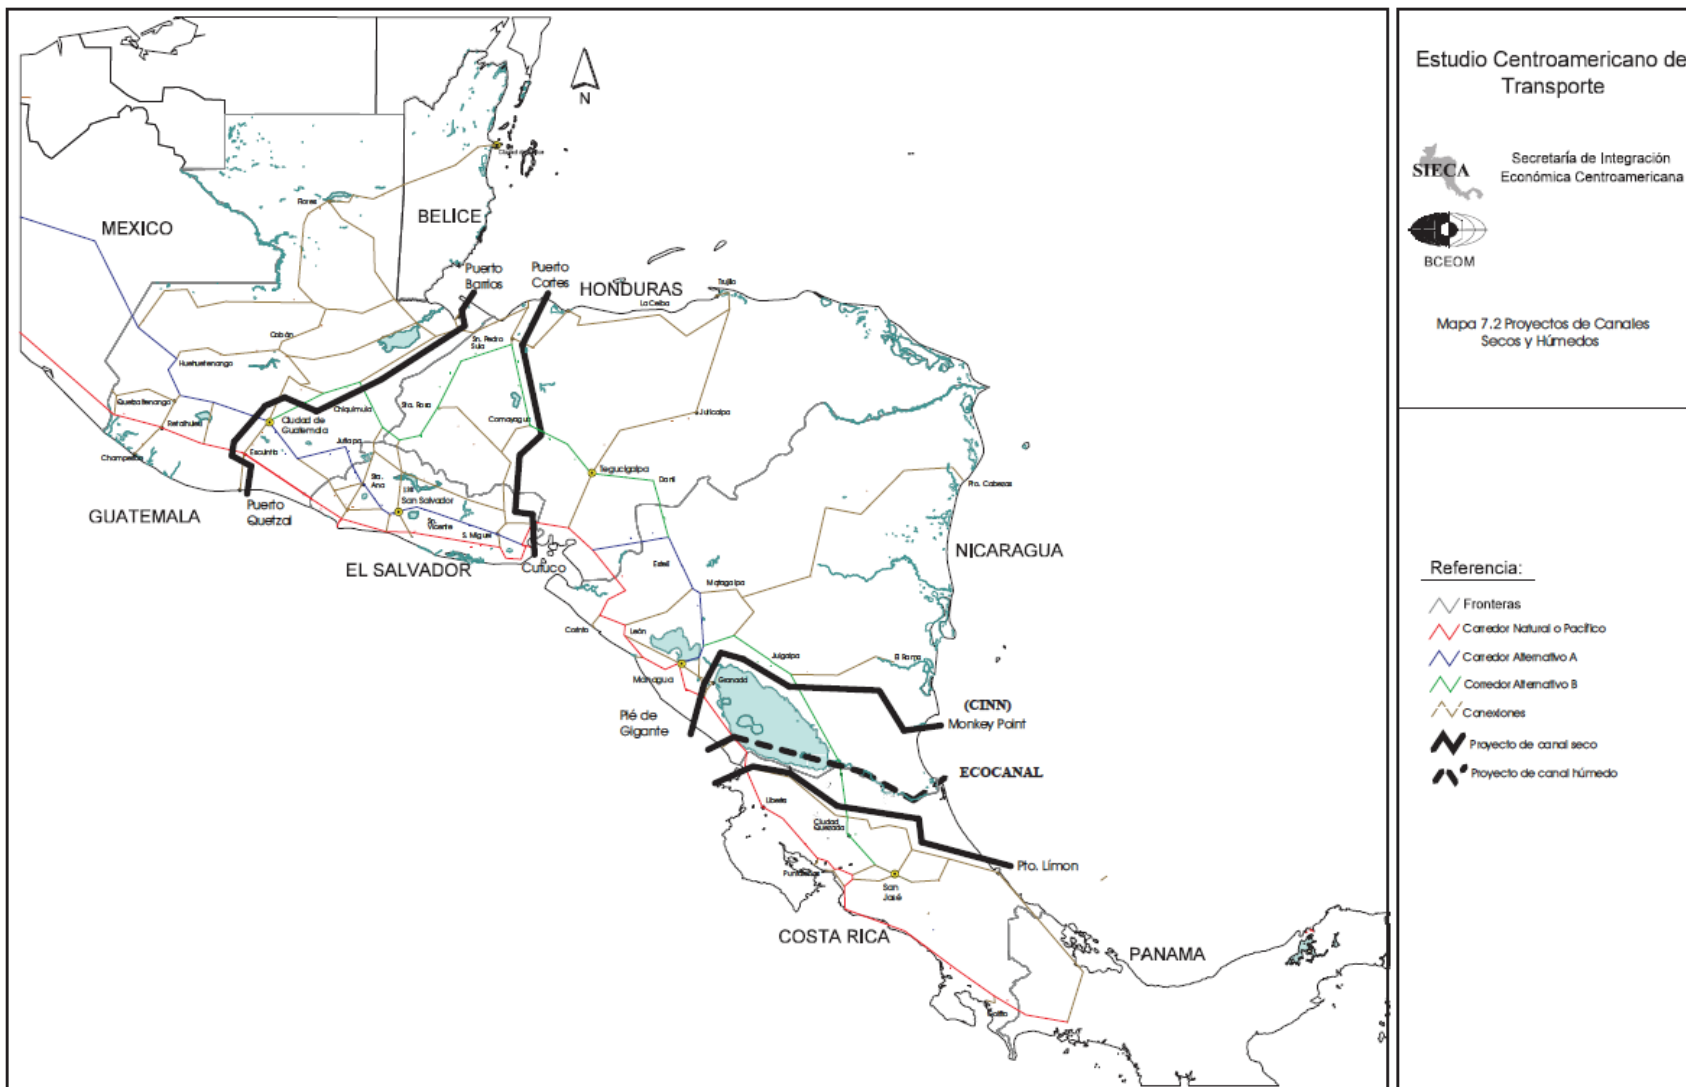 Estudio Centroamericano de
Transporte
SIECA
Secretaría de Integración
Económica Centroamericana
BCEOM
Mapa 7.2 Proyectos de Canales
Secos y Húmedos
Referencia:
Fronteras
Corredor Natural o Pacífico
Corredor Alternativo A
Corredor Alternativo B
Conexiones
Proyecto de canal seco
Proyecto de canal húmedo
N
MEXICO
BELICE
Flores
Puerto
Barrios
Puerto
Cortes
HONDURAS
La Ceiba
Trujillo
Cobán
Huehuetenango
Sn. Pedro
Sula
Quetzaltenango
Retalhuleu
Champerico
Ciudad de
Guatemala
Chiquimula
Sta. Rosa
Comayagua
Juticalpa
Escuintla
Jutiapa
Tegucigalpa
Danlí
Sta.
Ana
San Salvador
Sn.
Vicente
S. Miguel
Puerto
Quetzal
GUATEMALA
EL SALVADOR
Cutuco
Pto. Cabezas
NICARAGUA
Estelí
Matagalpa
Corinto
León
Juigalpa
El Rama
Managua
Granada
Pié de
Gigante
(CINN)
Monkey Point
ECOCANAL
Liberia
Ciudad
Quezada
Pto. Límon
Puntarenas
San
José
COSTA RICA
PANAMA
Golfito